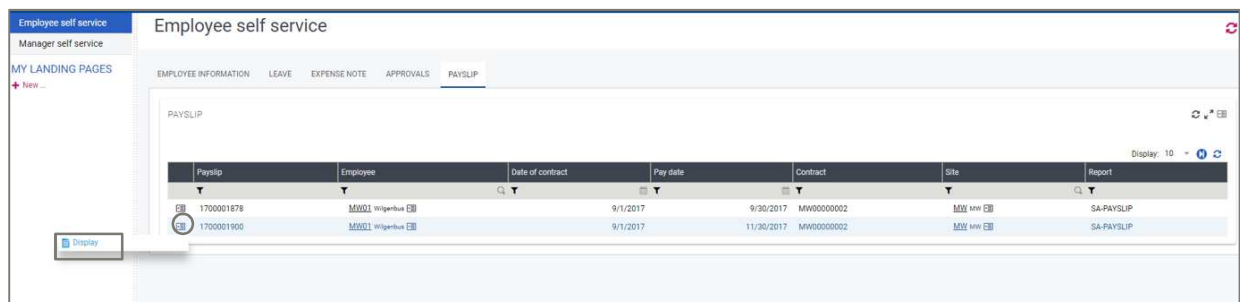 Employee self service
Manager self service
MY LANDING PAGES
+ New ...
Employee self service
EMPLOYEE INFORMATION LEAVE EXPENSE NOTE APPROVALS PAYSLIP
PAYSLIP
Display: 10
Payslip Employee Date of contract Pay date Contract Site Report
1700001878 MW01 Wilgenbus 9/1/2017 9/30/2017 MW00000002 MW MW SA-PAYSLIP
1700001900 MW01 Wilgenbus 9/1/2017 11/30/2017 MW00000002 MW MW SA-PAYSLIP
Display